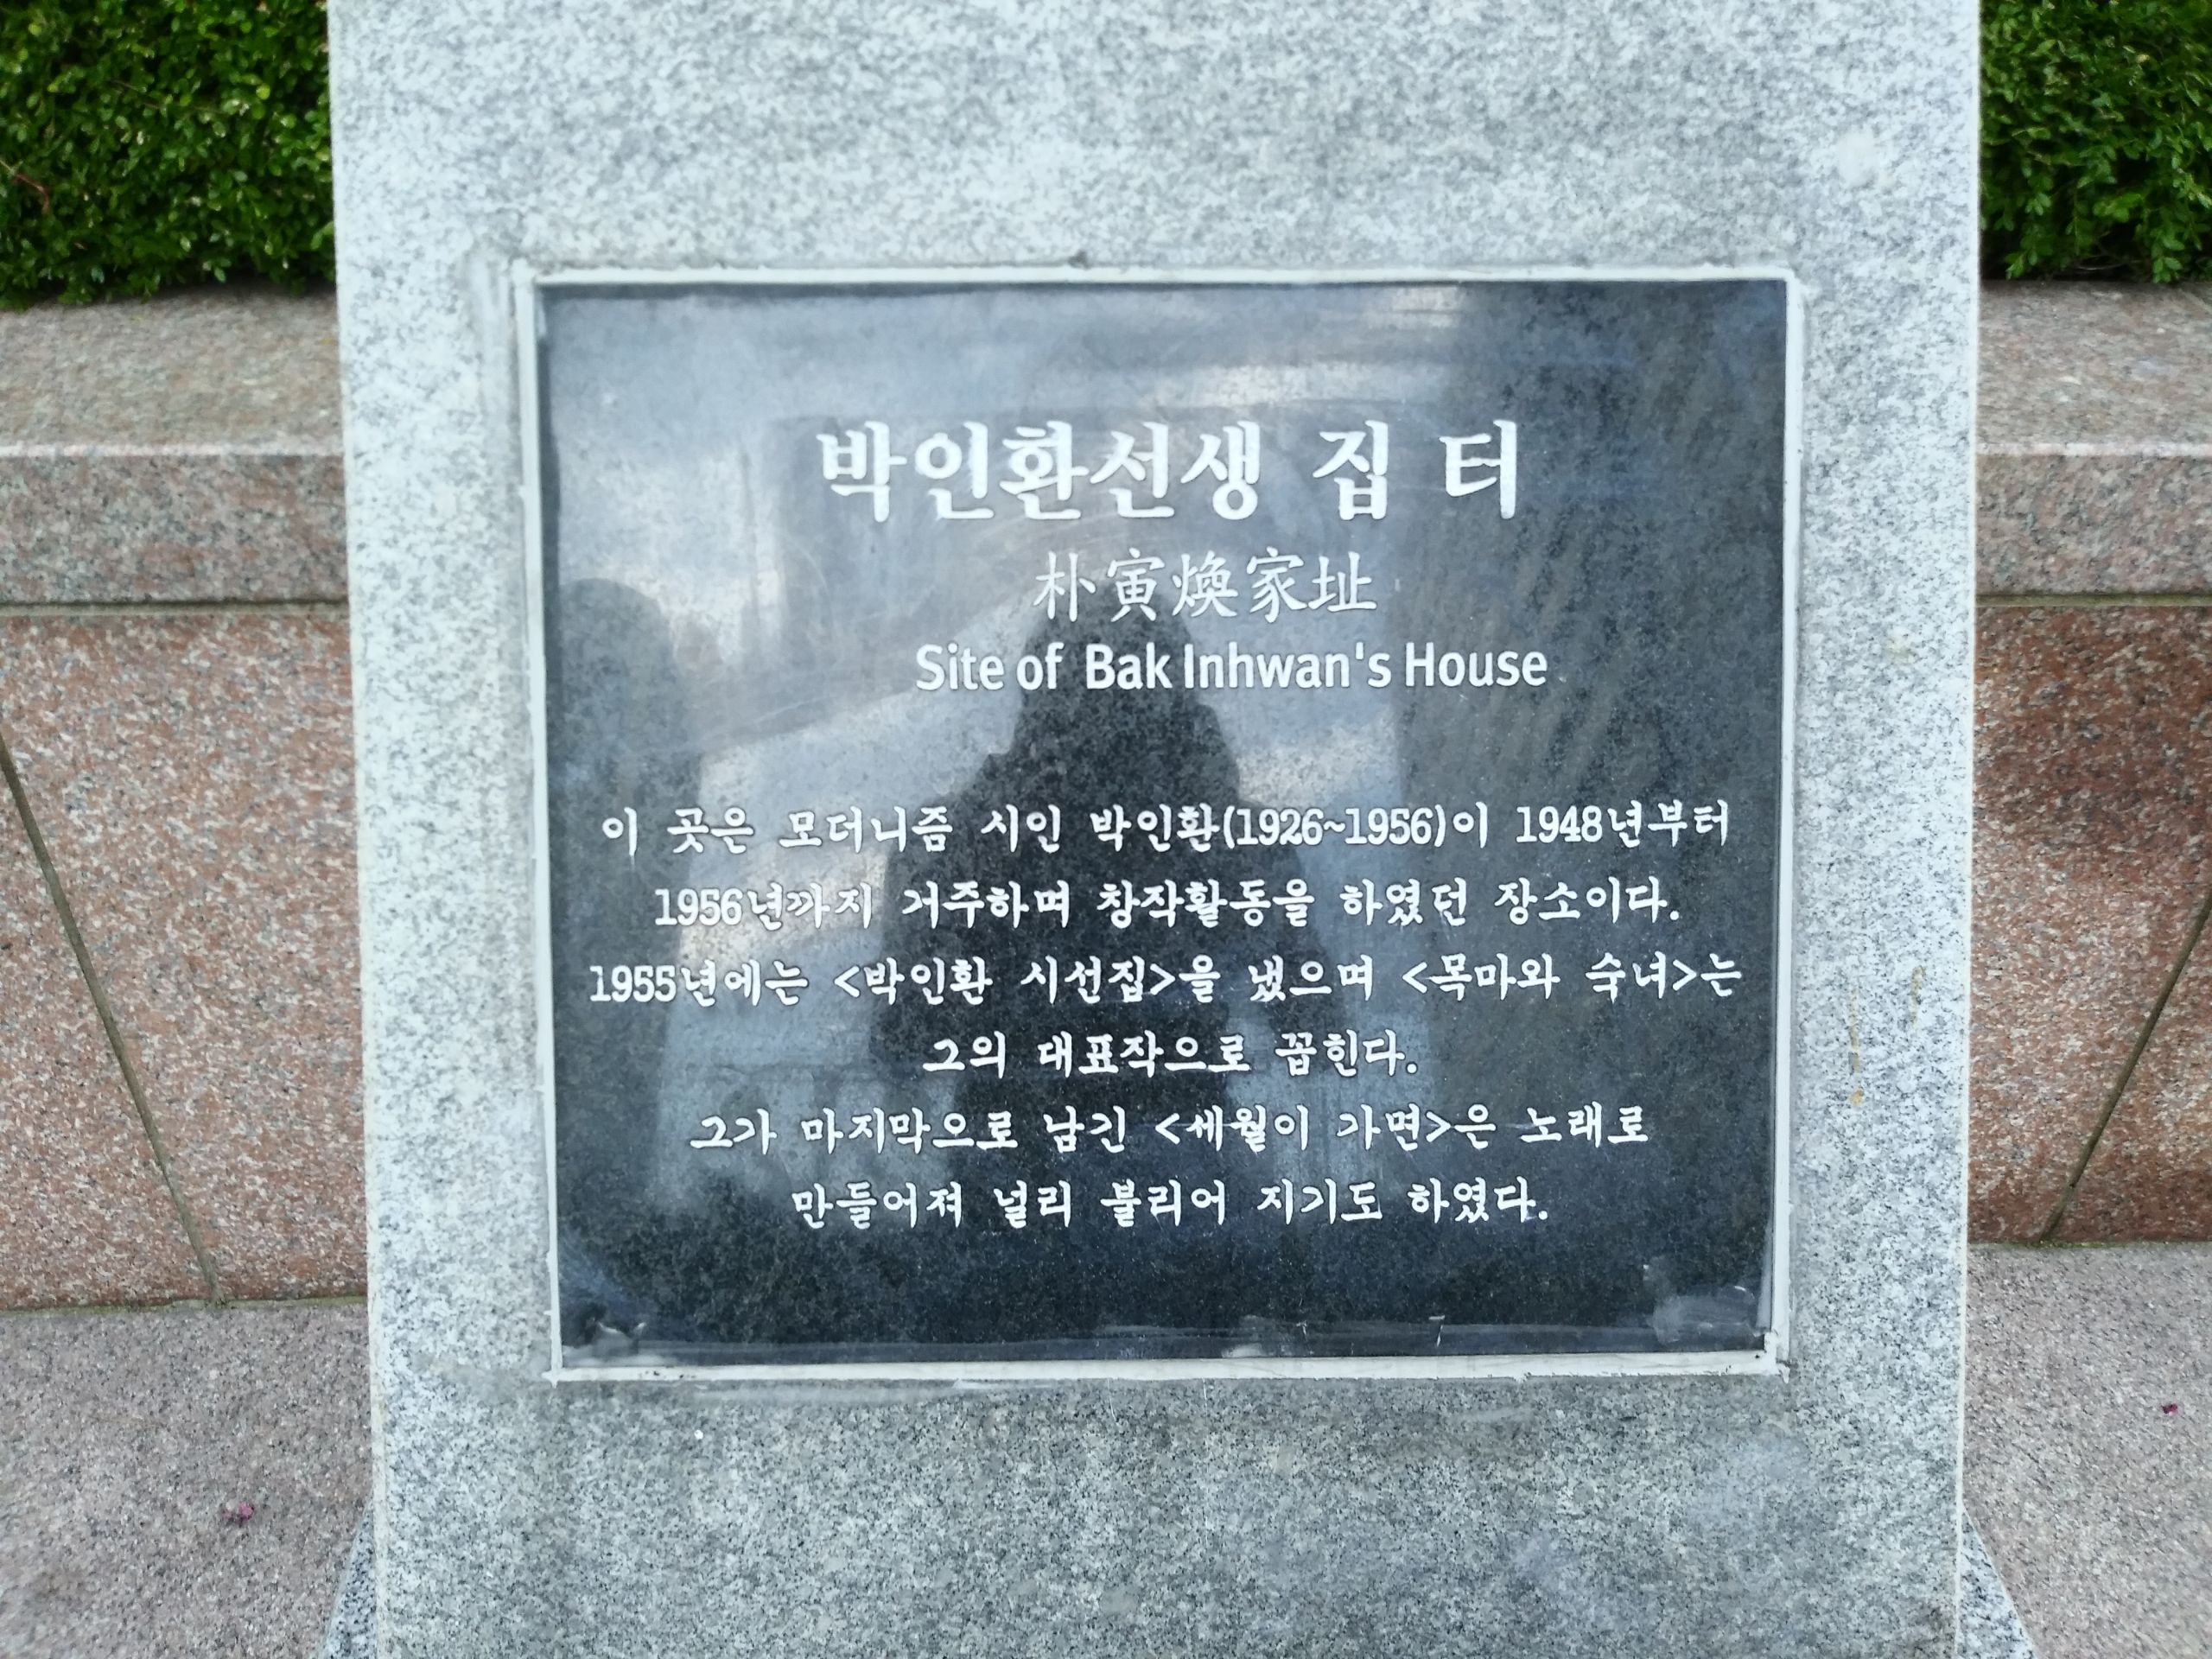 박인환선생 집 터
朴寅煥家址
Site of Bak Inhwan's House
이 곳은 모더니즘 시인 박인환(1926~1956)이 1948년부터
1956년까지 거주하며 창작활동을 하였던 장소이다.
1955년에는 <박인환 시선집>을 냈으며 <목마와 숙녀>는
그의 대표작으로 꼽힌다.
그가 마지막으로 남긴 <세월이 가면>은 노래로
만들어져 널리 불리어 지기도 하였다.